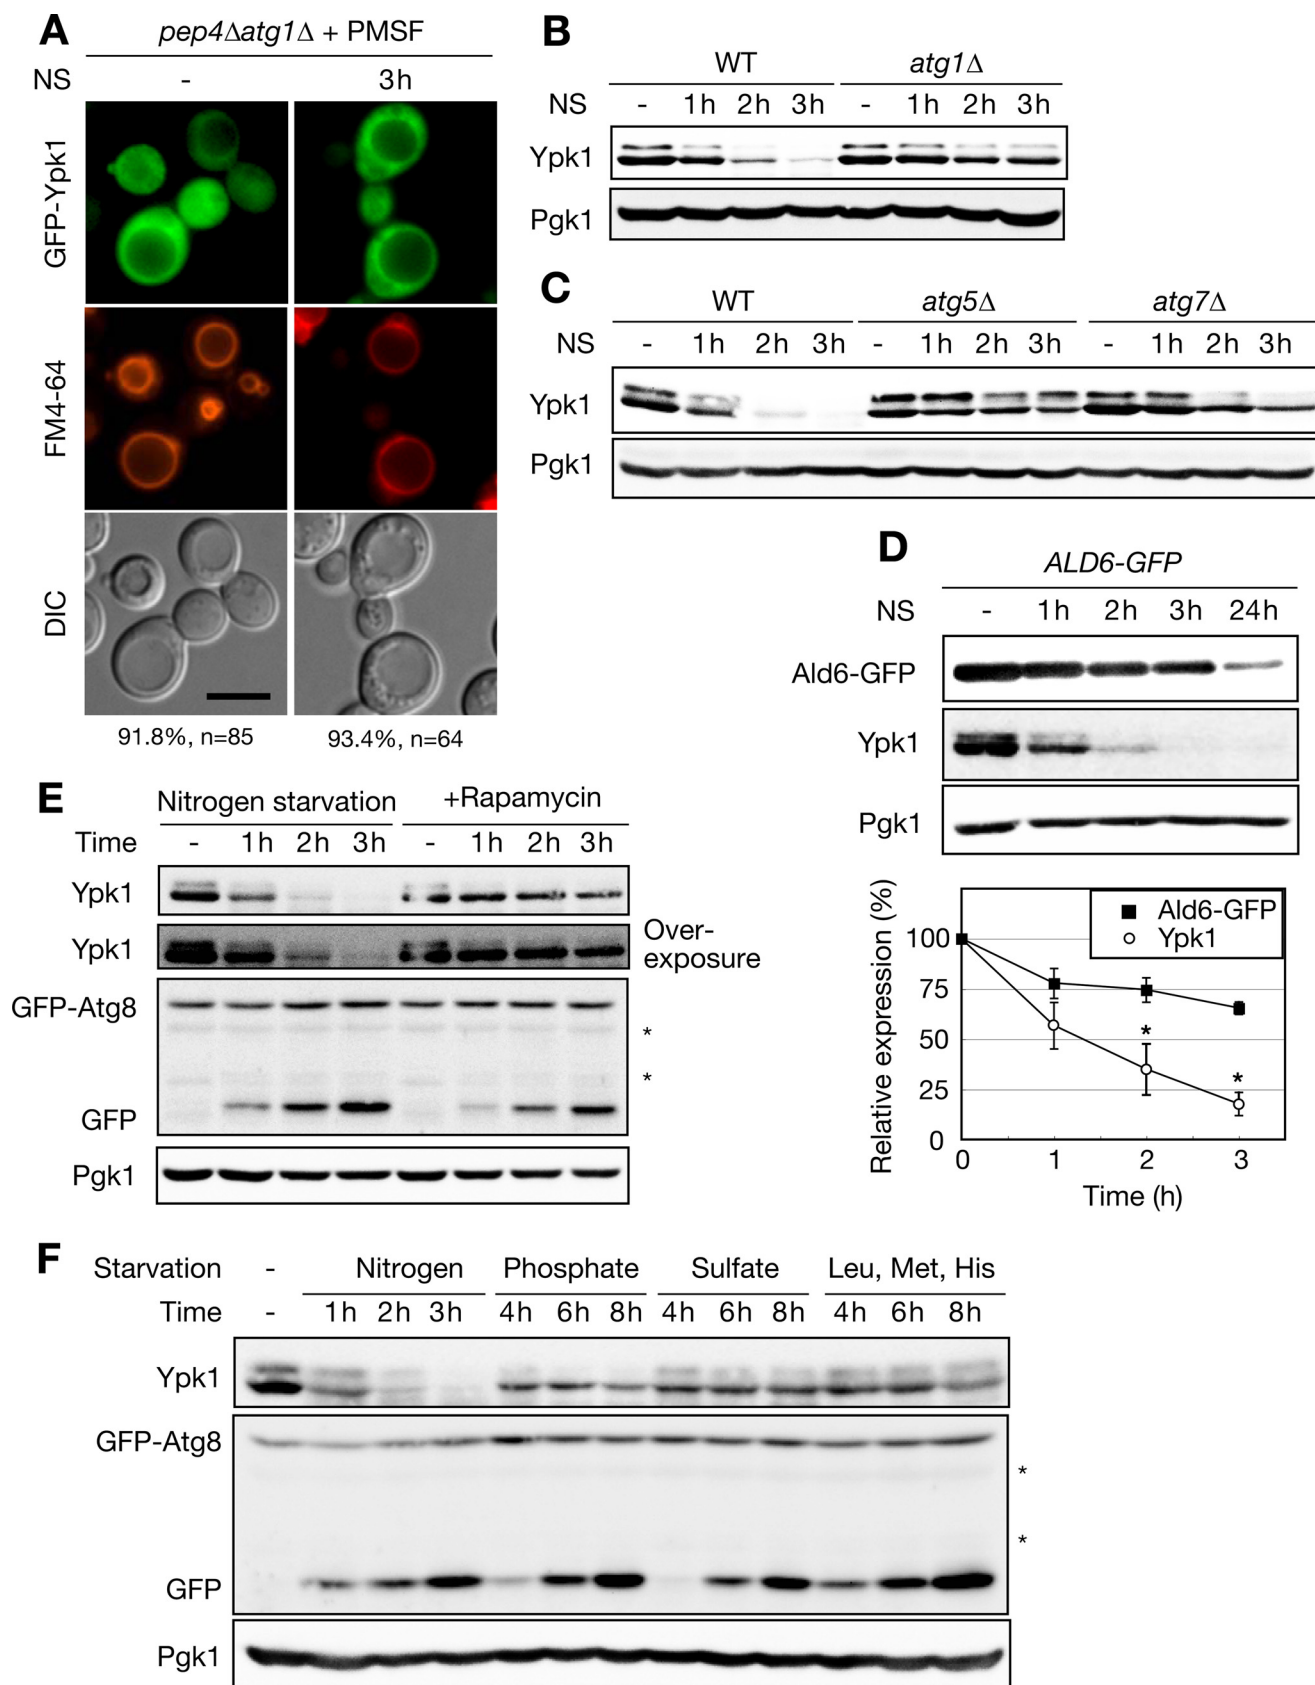 A
pep4Δatg1Δ + PMSF
NS - 3h
GFP-Ypk1
FM4-64
DIC
91.8%, n=85 93.4%, n=64
B
WT atg1Δ
NS - 1h 2h 3h - 1h 2h 3h
Ypk1
Pgk1
C
WT atg5Δ atg7Δ
NS - 1h 2h 3h - 1h 2h 3h - 1h 2h 3h
Ypk1
Pgk1
D
ALD6-GFP
NS - 1h 2h 3h 24h
Ald6-GFP
Ypk1
Pgk1
Relative expression (%)
100
75
50
25
0
Ald6-GFP
Ypk1
*
*
0 1 2 3
Time (h)
E
Nitrogen starvation +Rapamycin
Time - 1h 2h 3h - 1h 2h 3h
Ypk1
Ypk1 Over-
exposure
GFP-Atg8
*
*
GFP
Pgk1
F
Starvation - Nitrogen Phosphate Sulfate Leu, Met, His
Time - 1h 2h 3h 4h 6h 8h 4h 6h 8h 4h 6h 8h
Ypk1
GFP-Atg8
*
*
GFP
Pgk1